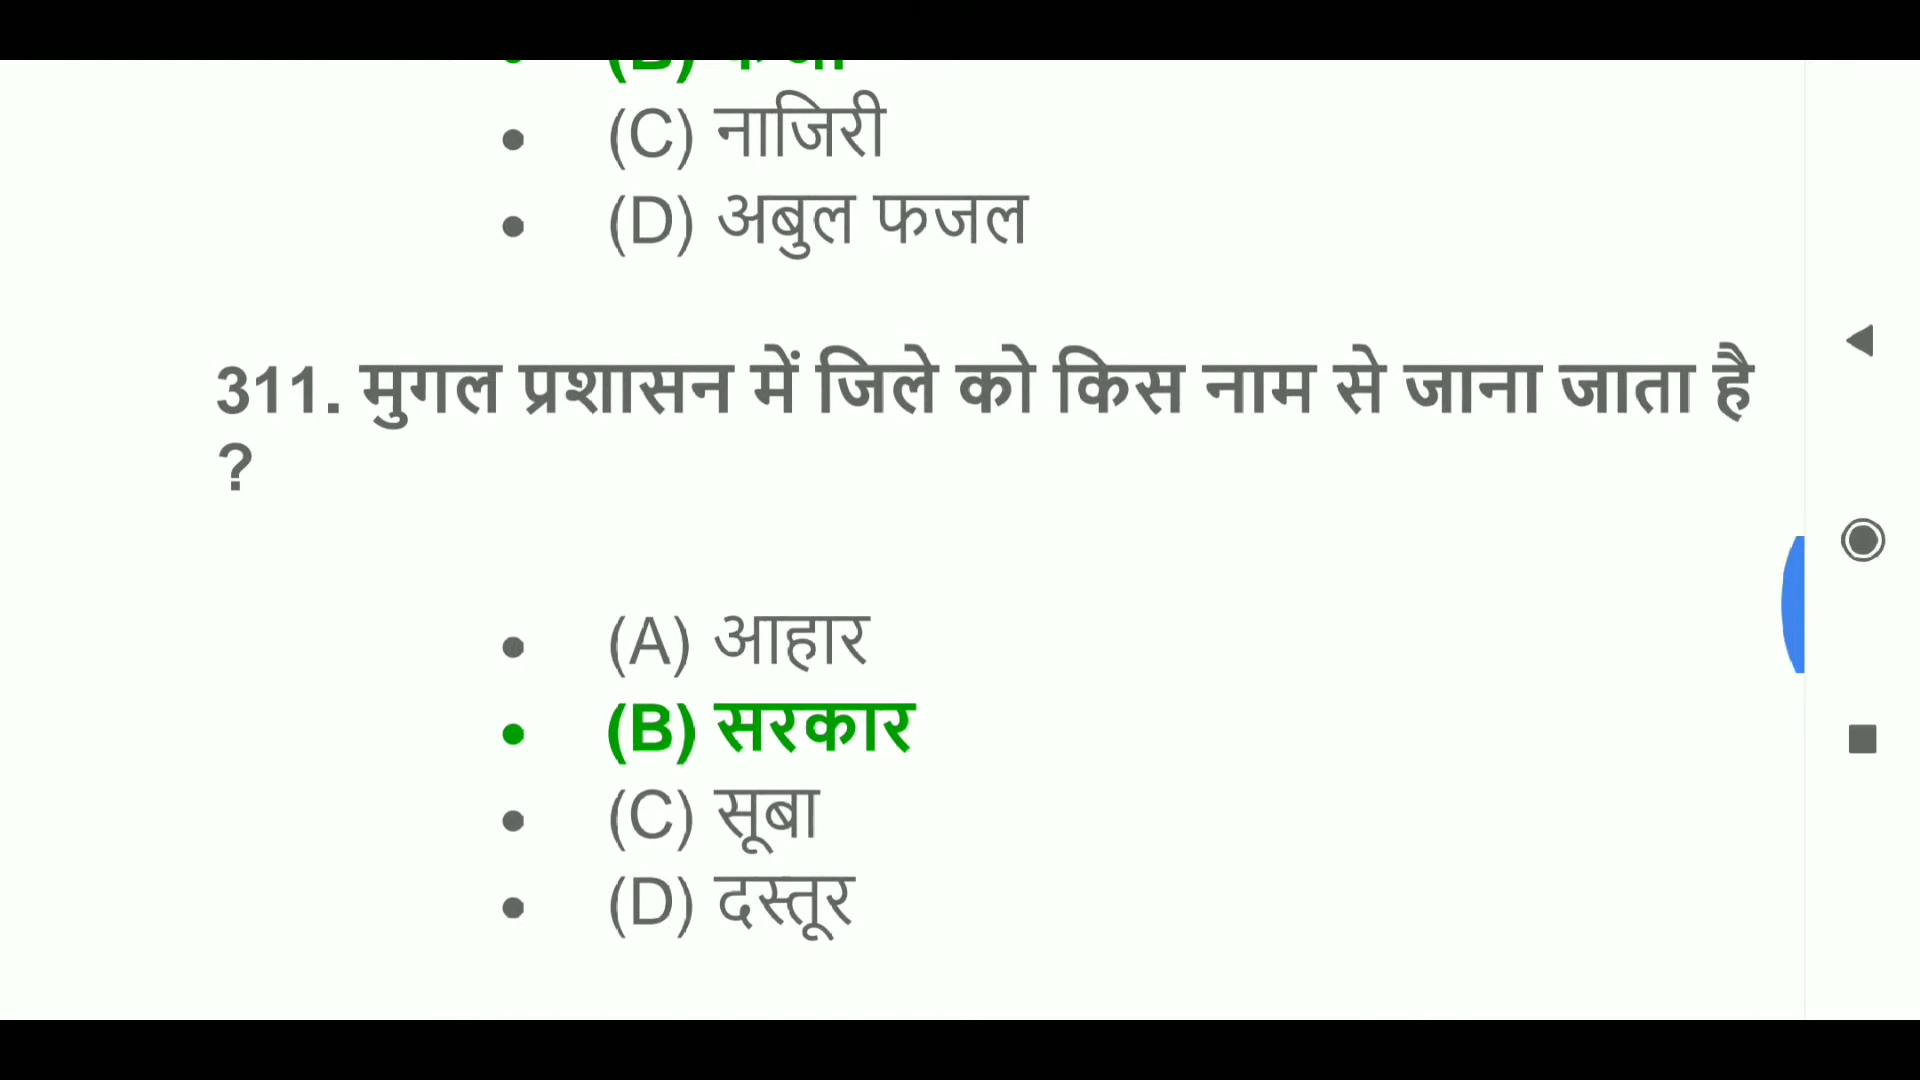 (C) नाजिरी
(D) अबुल फजल
311. मुगल प्रशासन में जिले को किस नाम से जाना जाता है
?
(A) आहार
(B) सरकार
(C) सूबा
(D) दस्तूर